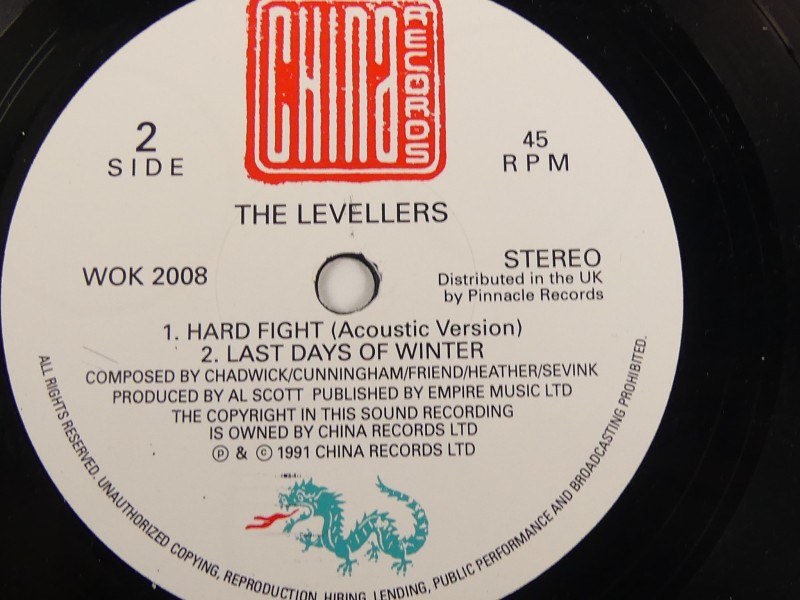 CHINA
RECORDS
2
SIDE
45
RPM
THE LEVELLERS
WOK 2008
STEREO
Distributed in the UK
by Pinnacle Records
1. HARD FIGHT (Acoustic Version)
2. LAST DAYS OF WINTER
COMPOSED BY CHADWICK/CUNNINGHAM/FRIEND/HEATHER/SEVINK
PRODUCED BY AL SCOTT PUBLISHED BY EMPIRE MUSIC LTD
THE COPYRIGHT IN THIS SOUND RECORDING
IS OWNED BY CHINA RECORDS LTD
℗ & © 1991 CHINA RECORDS LTD
ALL RIGHTS RESERVED. UNAUTHORIZED COPYING, REPRODUCTION, HIRING, LENDING, PUBLIC PERFORMANCE AND BROADCASTING PROHIBITED.